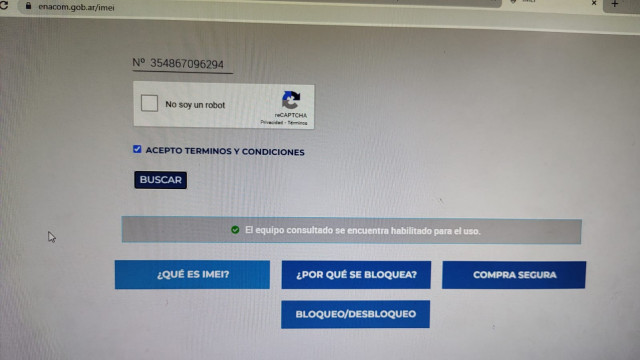 enacom.gob.ar/imei
Nº 354867096294
No soy un robot
reCAPTCHA
Privacidad - Términos
ACEPTO TERMINOS Y CONDICIONES
BUSCAR
El equipo consultado se encuentra habilitado para el uso.
¿QUÉ ES IMEI?
¿POR QUÉ SE BLOQUEA?
COMPRA SEGURA
BLOQUEO/DESBLOQUEO